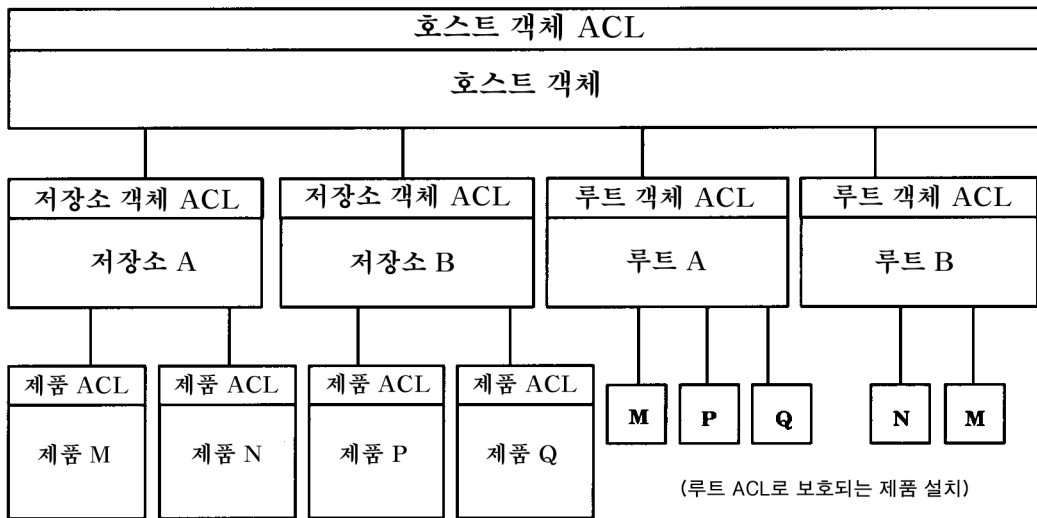 호스트 객체 ACL
호스트 객체
저장소 객체 ACL
저장소 객체 ACL
루트 객체 ACL
루트 객체 ACL
저장소 A
저장소 B
루트 A
루트 B
제품 ACL
제품 ACL
제품 ACL
제품 ACL
M
P
Q
N
M
제품 M
제품 N
제품 P
제품 Q
(루트 ACL로 보호되는 제품 설치)